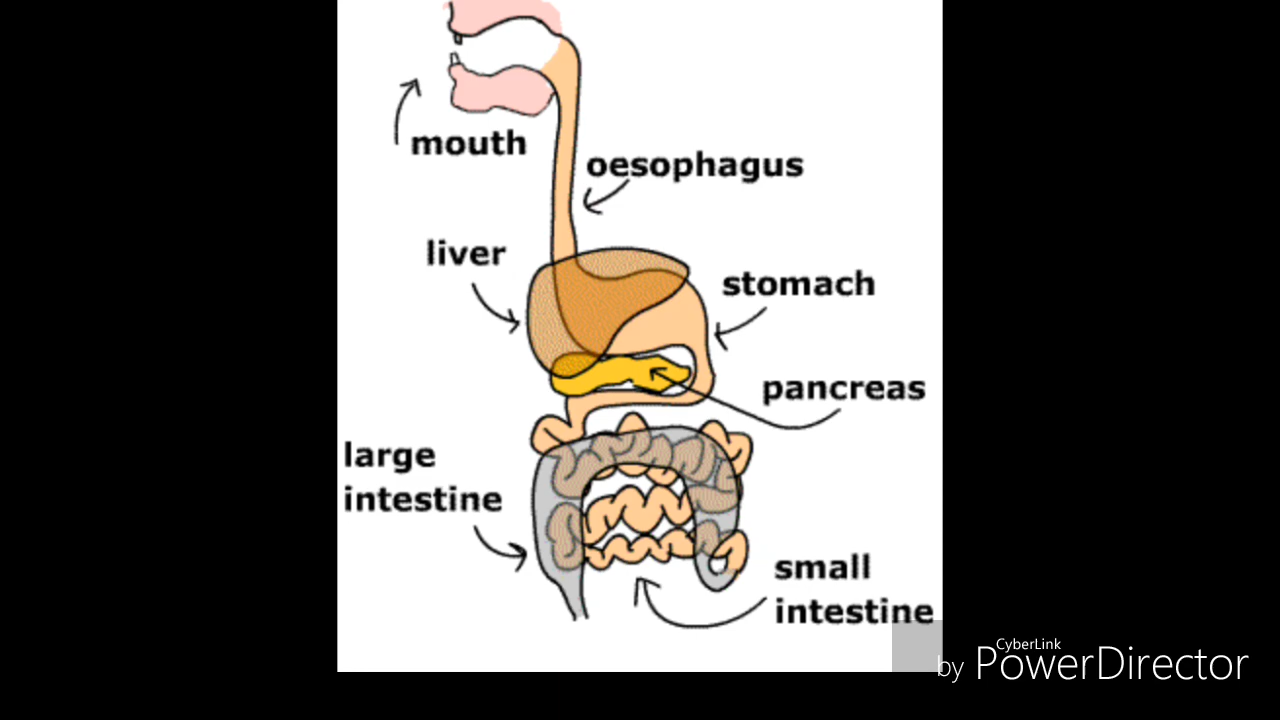 mouth
oesophagus
liver
stomach
pancreas
large
intestine
small
intestine
CyberLink
by PowerDirector